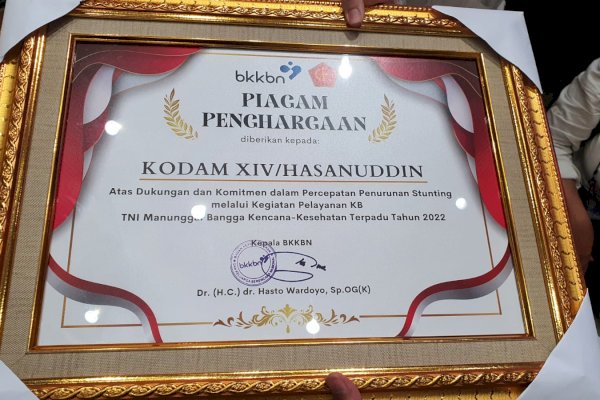 bkkbn
PIAGAM
PENGHARGAAN
diberikan kepada:
KODAM XIV/HASANUDDIN
Atas Dukungan dan Komitmen dalam Percepatan Penurunan Stunting
melalui Kegiatan Pelayanan KB
TNI Manunggal Bangga Kencana-Kesehatan Terpadu Tahun 2022
Kepala BKKBN
bkkbn
Dr. (H.C.) dr. Hasto Wardoyo, Sp.OG(K)